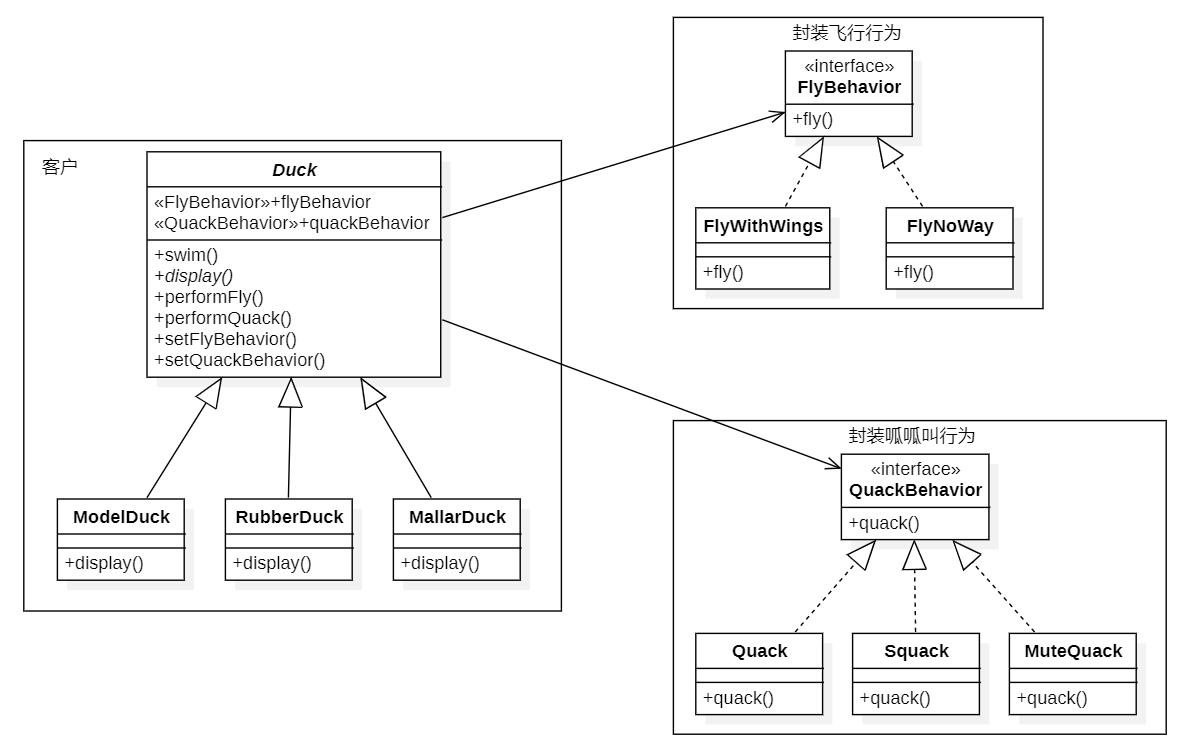 客户
Duck
«FlyBehavior»+flyBehavior
«QuackBehavior»+quackBehavior
+swim()
+display()
+performFly()
+performQuack()
+setFlyBehavior()
+setQuackBehavior()
ModelDuck
+display()
RubberDuck
+display()
MallarDuck
+display()
封装飞行行为
«interface»
FlyBehavior
+fly()
FlyWithWings
+fly()
FlyNoWay
+fly()
封装呱呱叫行为
«interface»
QuackBehavior
+quack()
Quack
+quack()
Squack
+quack()
MuteQuack
+quack()